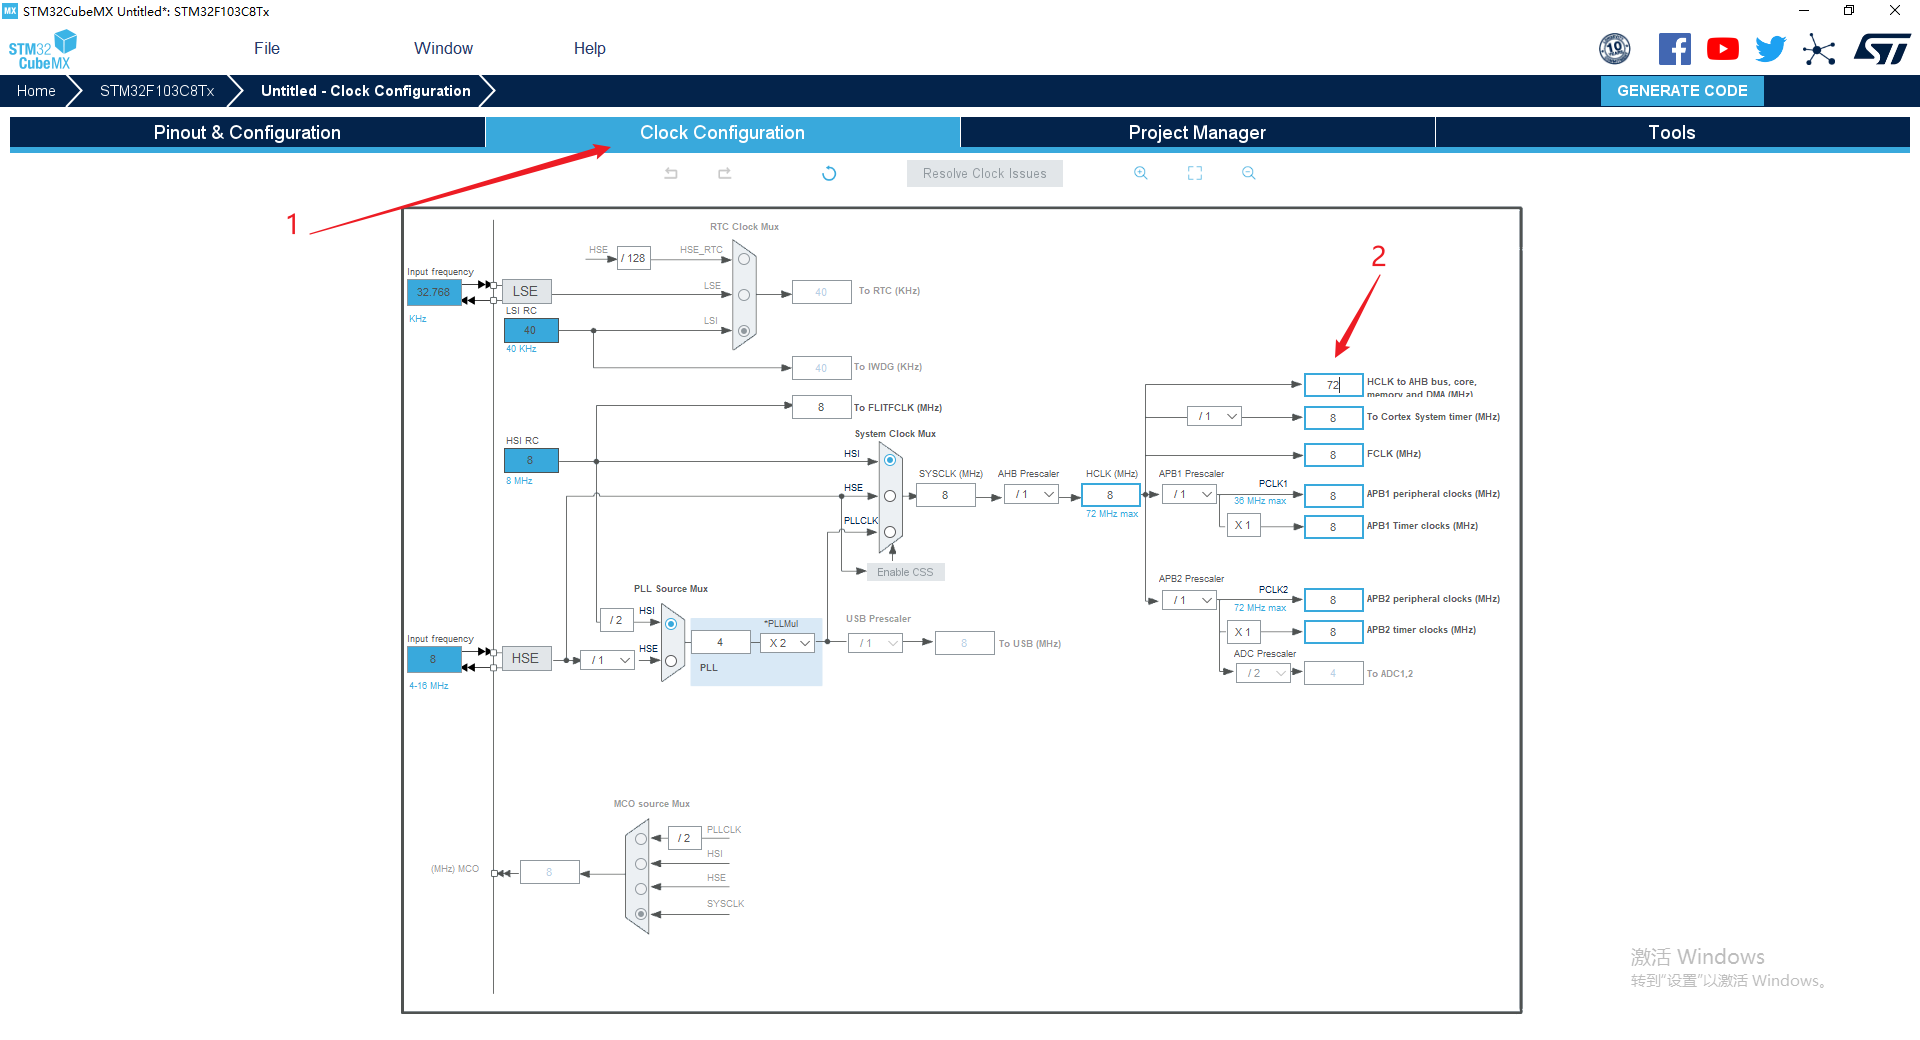 MX STM32CubeMX Untitled*: STM32F103C8Tx
STM32
CubeMX
File
Window
Help
10
ST
Home
STM32F103C8Tx
Untitled - Clock Configuration
GENERATE CODE
Pinout & Configuration
Clock Configuration
Project Manager
Tools
Resolve Clock Issues
1
2
RTC Clock Mux
HSE
/ 128
HSE_RTC
Input frequency
32.768
KHz
LSE
LSE
40
To RTC (KHz)
LSI RC
40
40 KHz
LSI
40
To IWDG (KHz)
8
To FLITFCLK (MHz)
System Clock Mux
HSI RC
8
8 MHz
HSI
HSE
PLLCLK
Enable CSS
SYSCLK (MHz)
8
AHB Prescaler
/ 1
HCLK (MHz)
8
72 MHz max
72
HCLK to AHB bus, core,
memory and DMA (MHz)
/ 1
8
To Cortex System timer (MHz)
8
FCLK (MHz)
APB1 Prescaler
/ 1
PCLK1
36 MHz max
8
APB1 peripheral clocks (MHz)
X 1
8
APB1 Timer clocks (MHz)
APB2 Prescaler
/ 1
PCLK2
72 MHz max
8
APB2 peripheral clocks (MHz)
X 1
8
APB2 timer clocks (MHz)
ADC Prescaler
/ 2
4
To ADC1,2
PLL Source Mux
HSI
/ 2
Input frequency
8
4-16 MHz
HSE
/ 1
HSE
4
*PLLMul
X 2
PLL
USB Prescaler
/ 1
8
To USB (MHz)
MCO source Mux
/ 2
PLLCLK
HSI
HSE
SYSCLK
(MHz) MCO
8
激活 Windows
转到“设置”以激活 Windows。